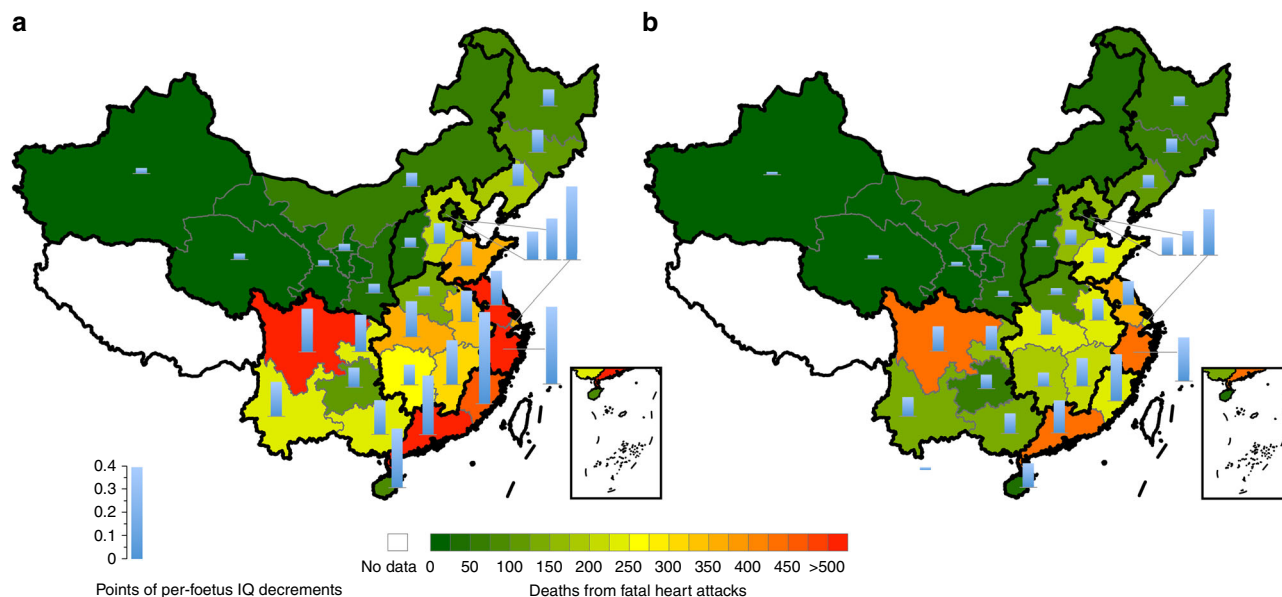 a
b
0.4
0.3
0.2
0.1
0
Points of per-foetus IQ decrements
No data
0 50 100 150 200 250 300 350 400 450 >500
Deaths from fatal heart attacks